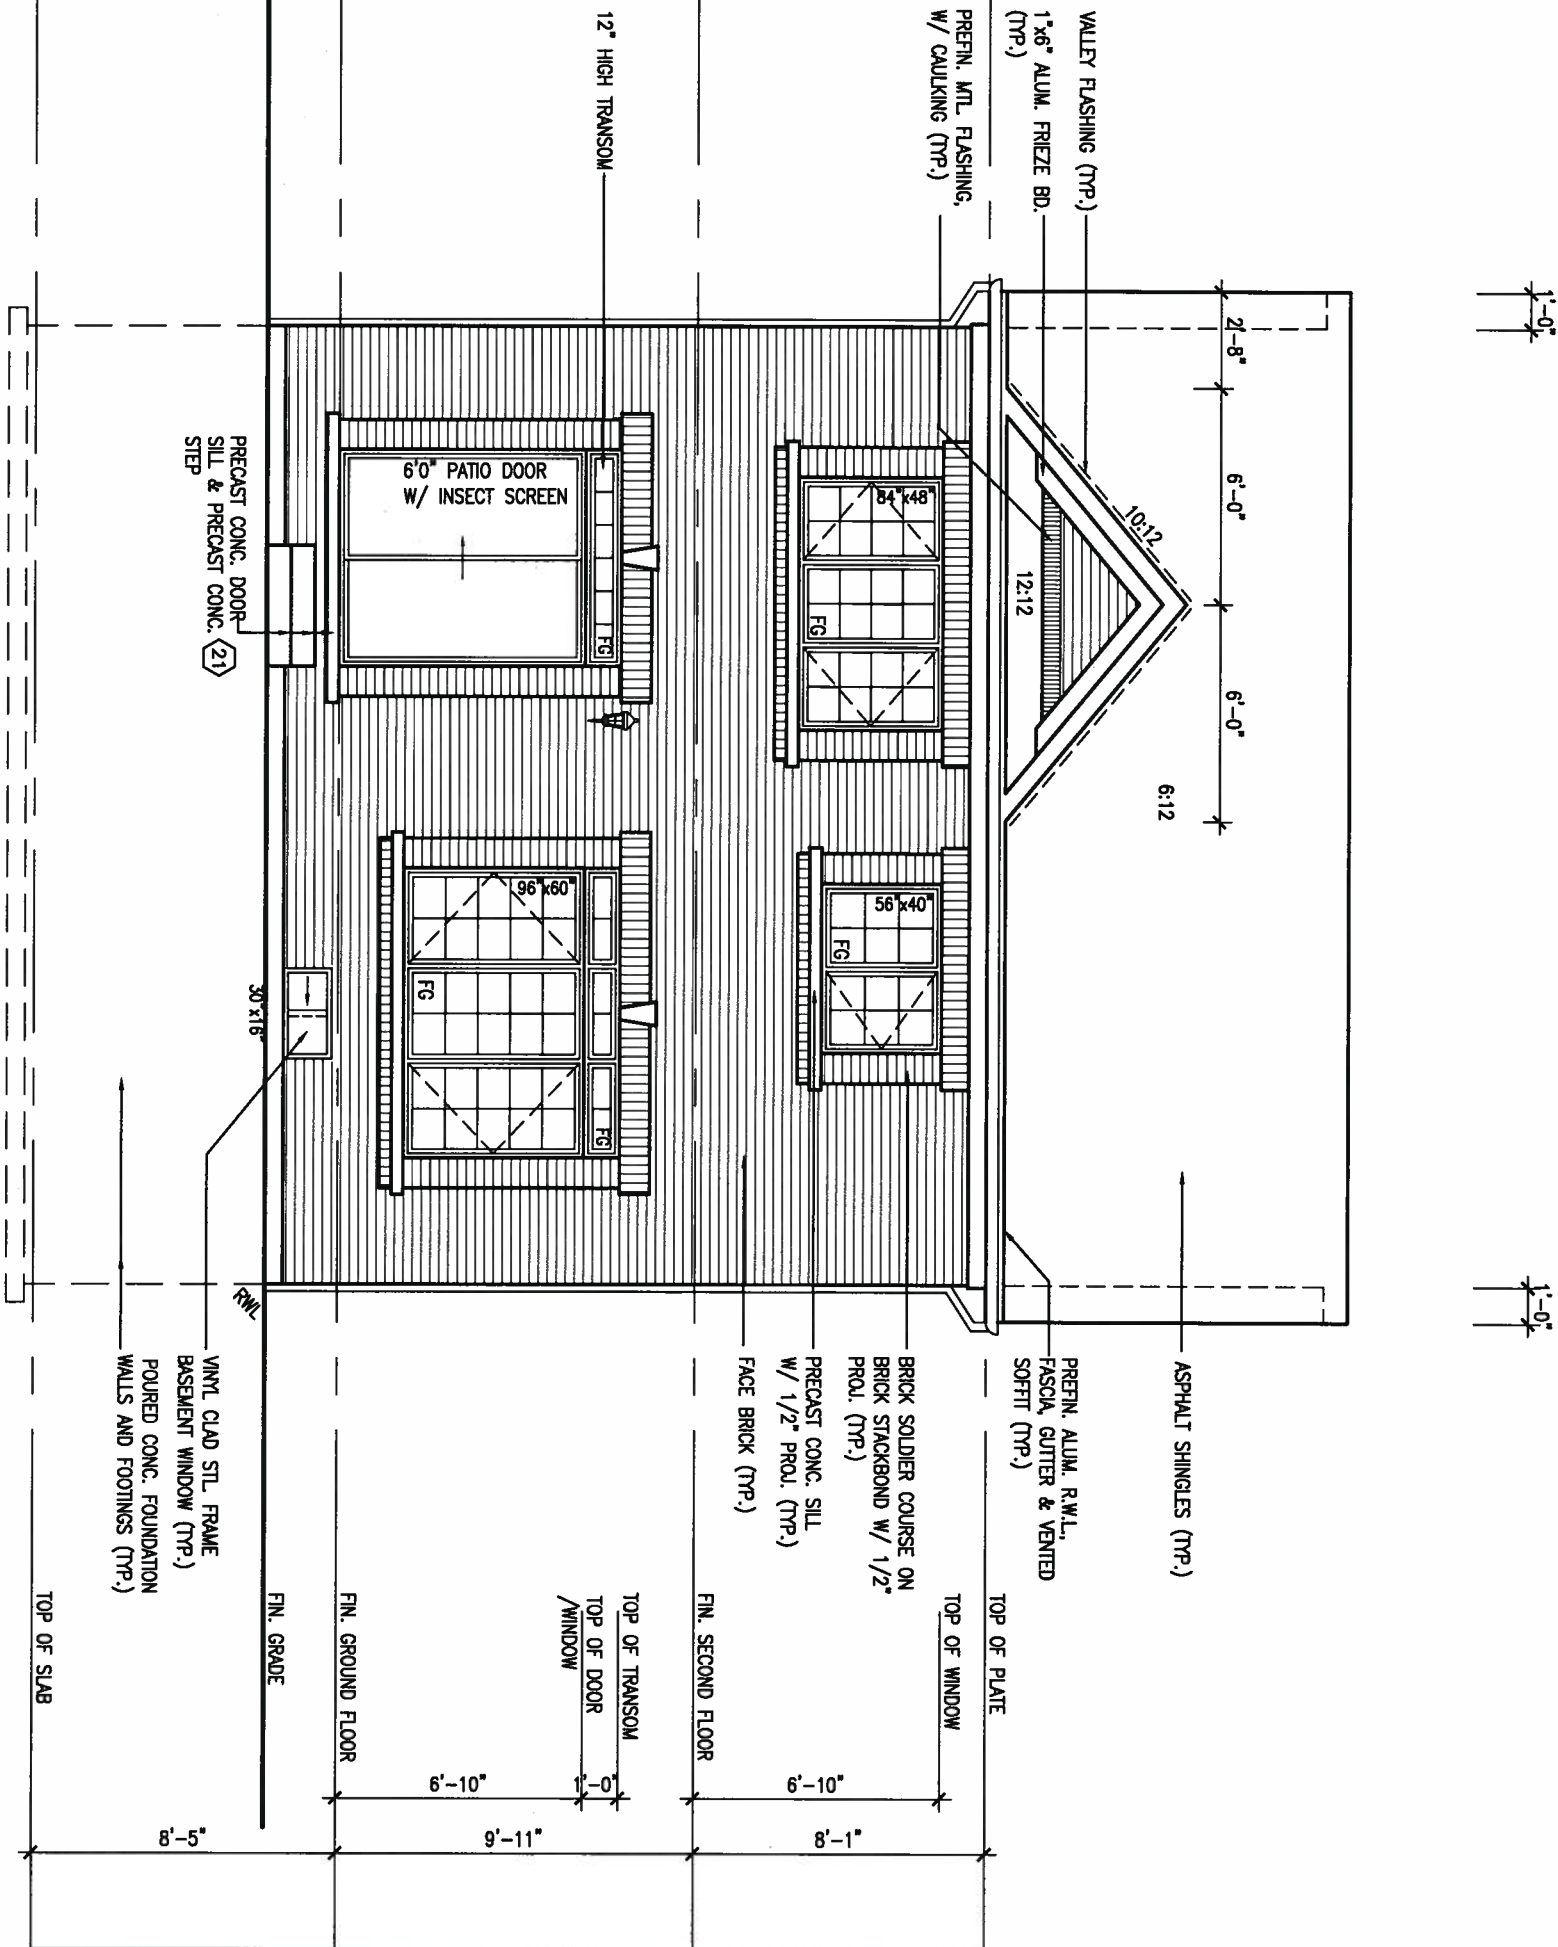 1'-0"
1'-0"
2'-8"
6'-0"
6'-0"
VALLEY FLASHING (TYP.)
1"x6" ALUM. FRIEZE BD.
(TYP.)
PREFIN. MTL. FLASHING,
W/ CAULKING (TYP.)
12" HIGH TRANSOM
10:12
12:12
6:12
84"x48"
FG
56"x40"
FG
6'0" PATIO DOOR
W/ INSECT SCREEN
FG
96"x60"
FG
FG
PRECAST CONC. DOOR
SILL & PRECAST CONC.
STEP
21
30"x16"
RWL
ASPHALT SHINGLES (TYP.)
PREFIN. ALUM. R.W.L.,
FASCIA, GUTTER & VENTED
SOFFIT (TYP.)
BRICK SOLDIER COURSE ON
BRICK STACKBOND W/ 1/2"
PROJ. (TYP.)
PRECAST CONC. SILL
W/ 1/2" PROJ. (TYP.)
FACE BRICK (TYP.)
VINYL CLAD STL. FRAME
BASEMENT WINDOW (TYP.)
POURED CONC. FOUNDATION
WALLS AND FOOTINGS (TYP.)
TOP OF PLATE
TOP OF WINDOW
FIN. SECOND FLOOR
TOP OF TRANSOM
TOP OF DOOR
/WINDOW
FIN. GROUND FLOOR
FIN. GRADE
TOP OF SLAB
6'-10"
1'-0"
6'-10"
8'-1"
9'-11"
8'-5"